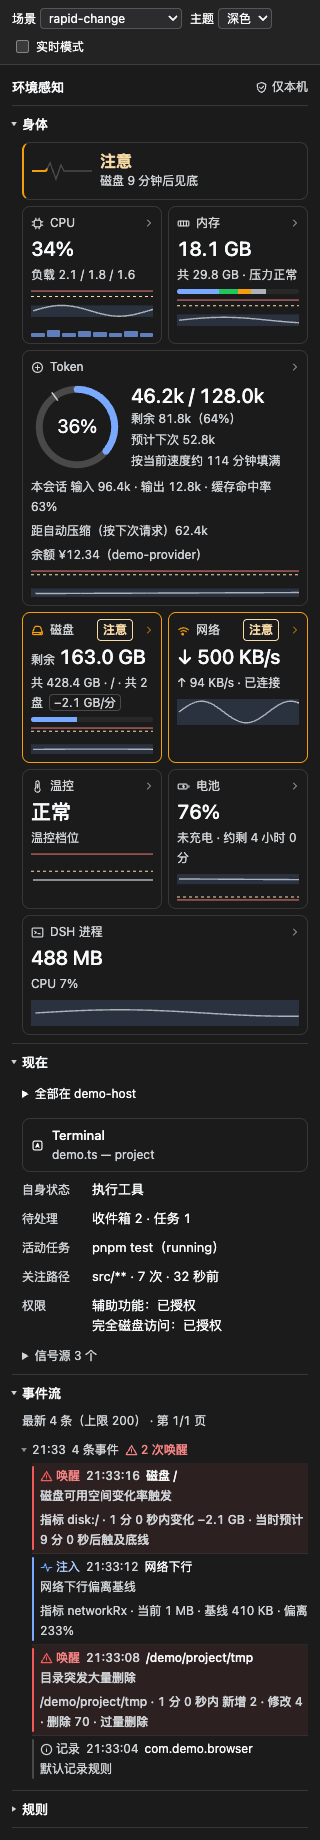 场景 rapid-change 主题 深色
实时模式
环境感知 仅本机
身体
注意
磁盘 9 分钟后见底
CPU
34%
负载 2.1 / 1.8 / 1.6
内存
18.1 GB
共 29.8 GB · 压力正常
Token
36%
46.2k / 128.0k
剩余 81.8k（64%）
预计下次 52.8k
按当前速度约 114 分钟填满
本会话 输入 96.4k · 输出 12.8k · 缓存命中率
63%
距自动压缩（按下次请求）62.4k
余额 ¥12.34（demo-provider）
磁盘 注意
剩余 163.0 GB
共 428.4 GB · / · 共 2
盘 −2.1 GB/分
网络 注意
↓ 500 KB/s
↑ 94 KB/s · 已连接
温控
正常
温控档位
电池
76%
未充电 · 约剩 4 小时 0
分
DSH 进程
488 MB
CPU 7%
现在
全部在 demo-host
Terminal
demo.ts — project
自身状态 执行工具
待处理 收件箱 2 · 任务 1
活动任务 pnpm test（running）
关注路径 src/** · 7 次 · 32 秒前
权限 辅助功能：已授权
完全磁盘访问：已授权
信号源 3 个
事件流
最新 4 条（上限 200） · 第 1/1 页
21:33 4 条事件 2 次唤醒
唤醒 21:33:16 磁盘 /
磁盘可用空间变化率触发
指标 disk:/ · 1 分 0 秒内变化 −2.1 GB · 当时预计
9 分 0 秒后触及底线
注入 21:33:12 网络下行
网络下行偏离基线
指标 networkRx · 当前 1 MB · 基线 410 KB · 偏离
233%
唤醒 21:33:08 /demo/project/tmp
目录突发大量删除
/demo/project/tmp · 1 分 0 秒内 新增 2 · 修改 4
· 删除 70 · 过量删除
记录 21:33:04 com.demo.browser
默认记录规则
规则